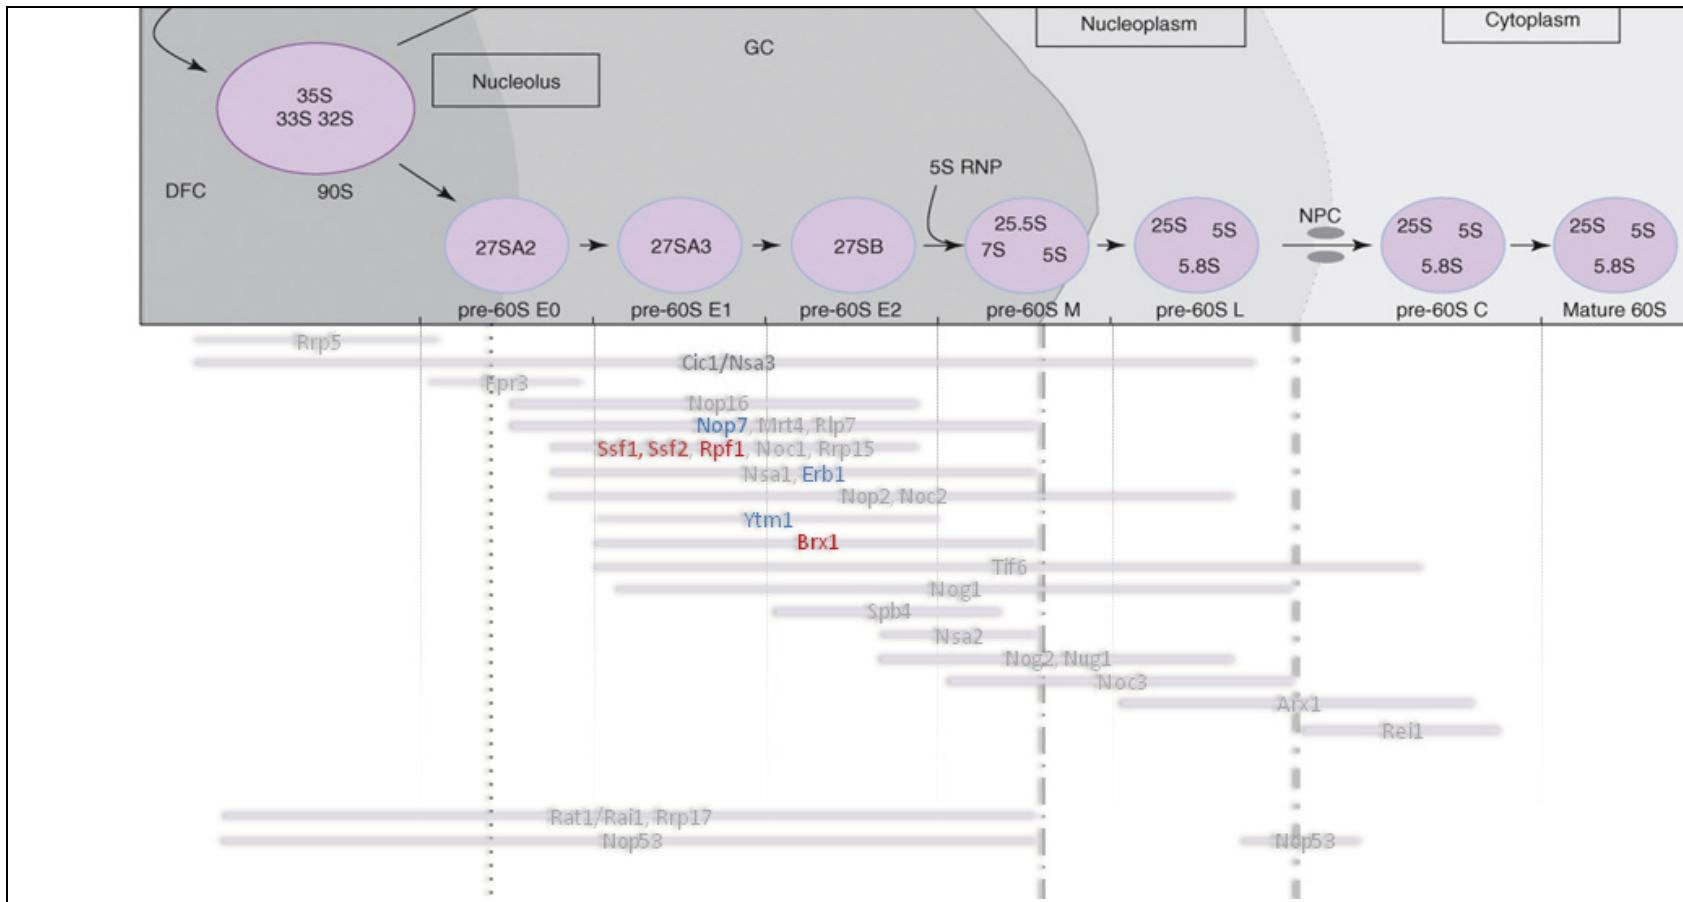 Nucleoplasm
Cytoplasm
GC
Nucleolus
35S
33S 32S
DFC
90S
5S RNP
27SA2
27SA3
27SB
25.5S
7S
5S
25S
5S
5.8S
NPC
25S
5S
5.8S
25S
5S
5.8S
pre-60S E0
pre-60S E1
pre-60S E2
pre-60S M
pre-60S L
pre-60S C
Mature 60S
Rrp5
Cic1/Nsa3
Fpr3
Nop16
Nop7, Mrt4, Rlp7
Ssf1, Ssf2, Rpf1, Noc1, Rrp15
Nsa1, Erb1
Nop2, Noc2
Ytm1
Brx1
Tif6
Nog1
Spb4
Nsa2
Nog2, Nug1
Noc3
Arx1
Rei1
Rat1/Rai1, Rrp17
Nop53
Nop53